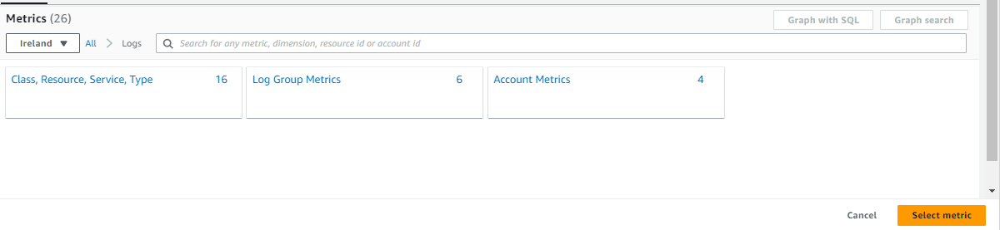 Metrics (26)
Graph with SQL
Graph search
Ireland
All
Logs
Search for any metric, dimension, resource id or account id
Class, Resource, Service, Type 16
Log Group Metrics 6
Account Metrics 4
Cancel
Select metric